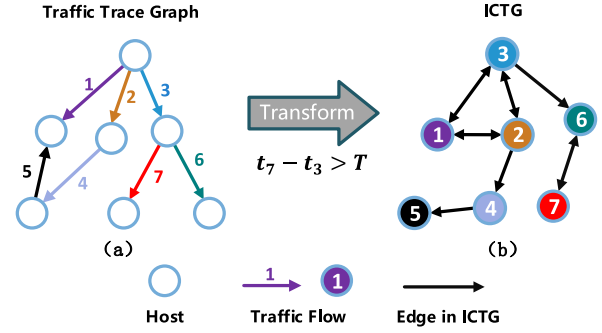 Traffic Trace Graph
ICTG
1
2
3
5
4
7
6
Transform
t₇ − t₃ > T
3
1
2
6
5
4
7
(a)
(b)
1
1
Host
Traffic Flow
Edge in ICTG